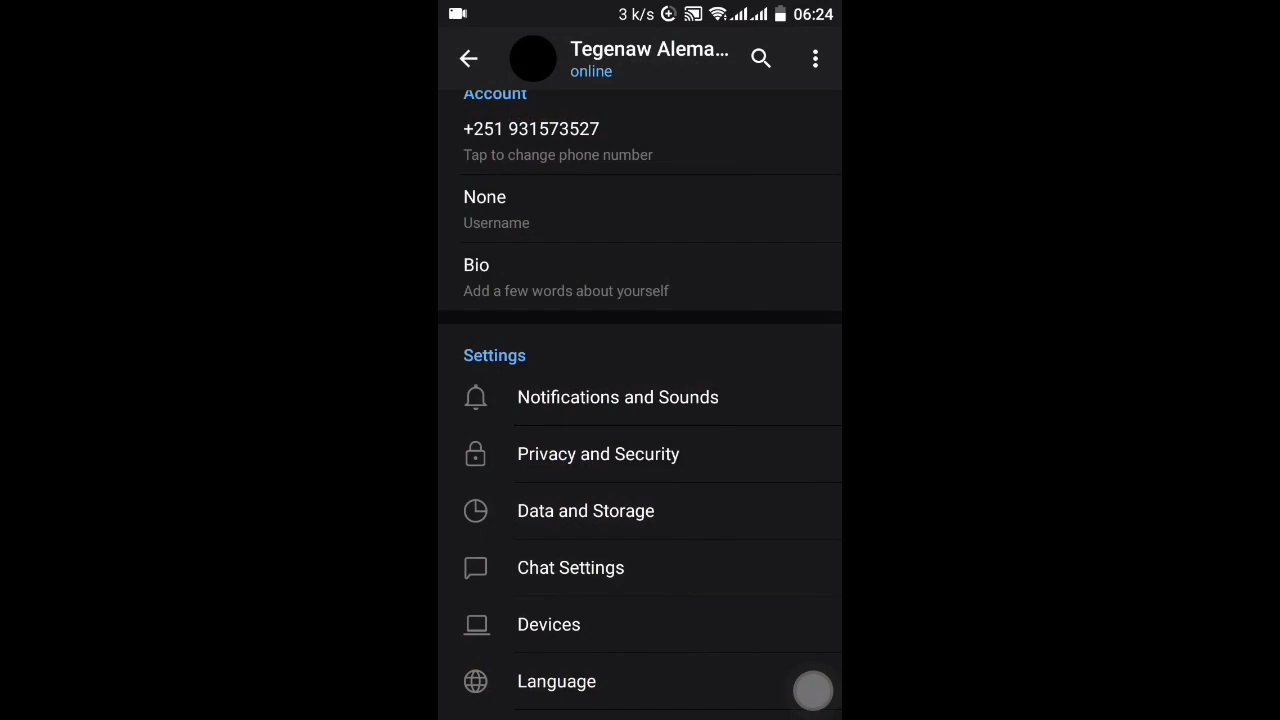 3 k/s 06:24
Tegenaw Alema...
online
Account
+251 931573527
Tap to change phone number
None
Username
Bio
Add a few words about yourself
Settings
Notifications and Sounds
Privacy and Security
Data and Storage
Chat Settings
Devices
Language